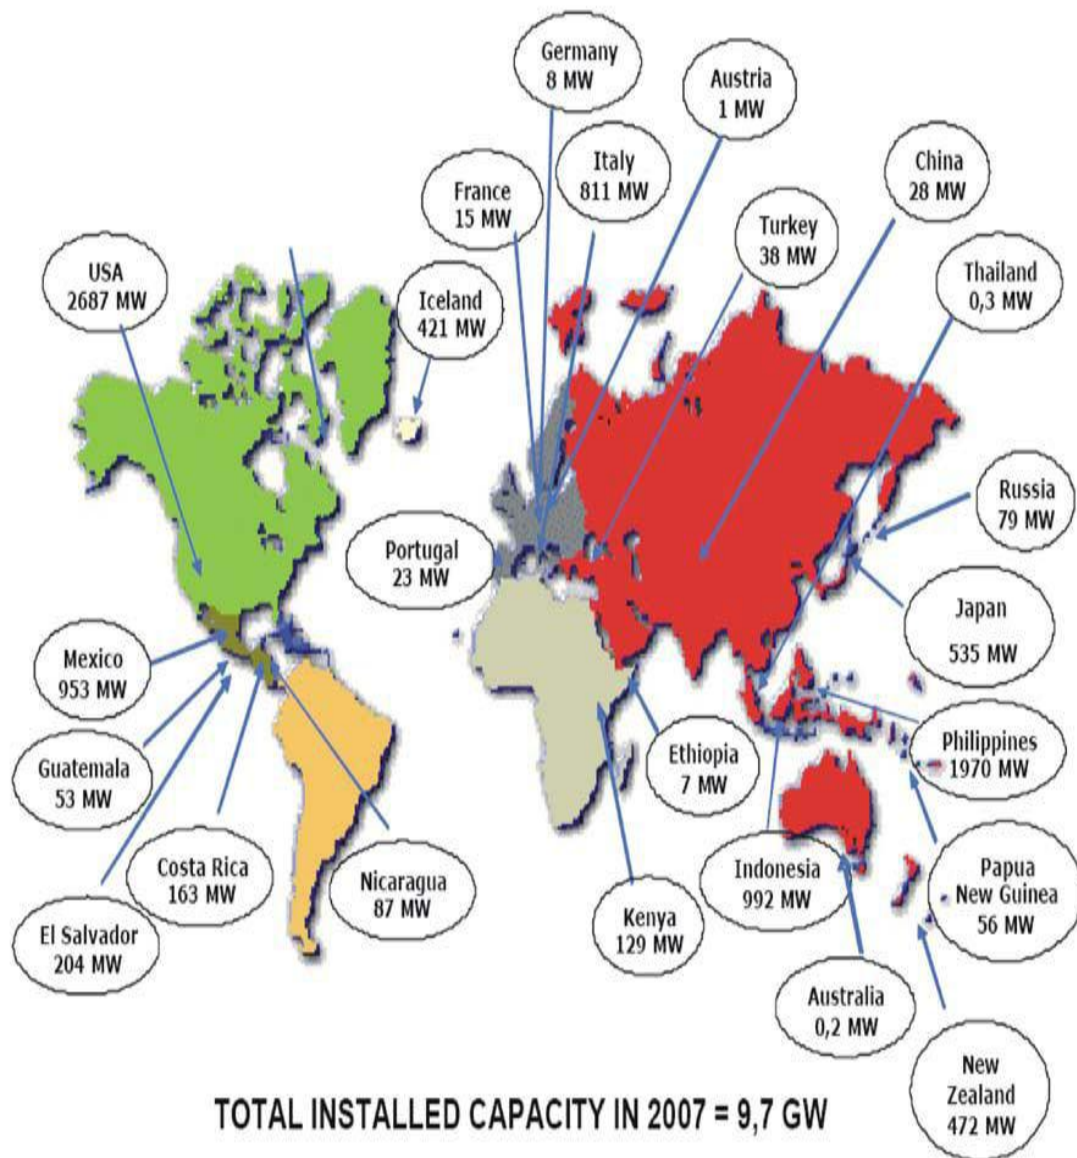 Germany
8 MW
Austria
1 MW
Italy
811 MW
China
28 MW
France
15 MW
Turkey
38 MW
USA
2687 MW
Iceland
421 MW
Thailand
0,3 MW
Russia
79 MW
Portugal
23 MW
Japan
535 MW
Mexico
953 MW
Philippines
1970 MW
Guatemala
53 MW
Ethiopia
7 MW
Costa Rica
163 MW
Nicaragua
87 MW
Indonesia
992 MW
Papua
New Guinea
56 MW
Kenya
129 MW
El Salvador
204 MW
Australia
0,2 MW
New
Zealand
472 MW
TOTAL INSTALLED CAPACITY IN 2007 = 9,7 GW